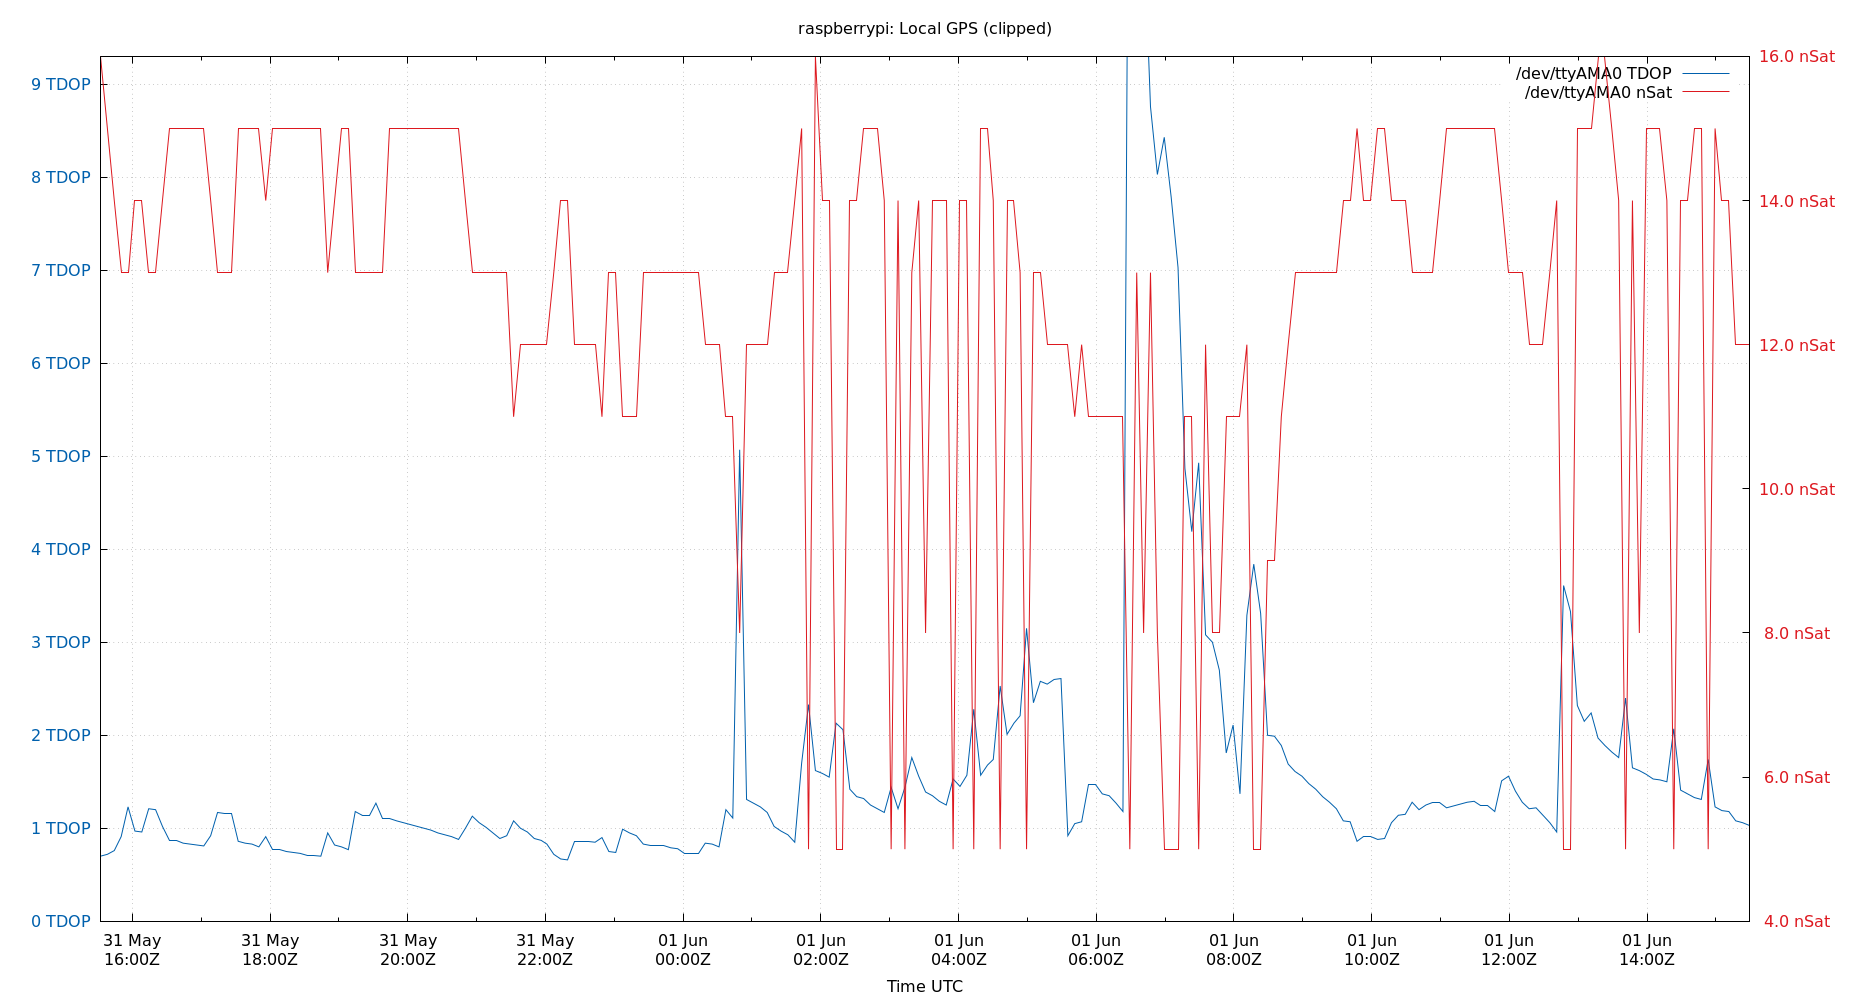 raspberrypi: Local GPS (clipped)
/dev/ttyAMA0 TDOP
/dev/ttyAMA0 nSat
9 TDOP
8 TDOP
7 TDOP
6 TDOP
5 TDOP
4 TDOP
3 TDOP
2 TDOP
1 TDOP
0 TDOP
16.0 nSat
14.0 nSat
12.0 nSat
10.0 nSat
8.0 nSat
6.0 nSat
4.0 nSat
31 May
16:00Z
31 May
18:00Z
31 May
20:00Z
31 May
22:00Z
01 Jun
00:00Z
01 Jun
02:00Z
01 Jun
04:00Z
01 Jun
06:00Z
01 Jun
08:00Z
01 Jun
10:00Z
01 Jun
12:00Z
01 Jun
14:00Z
Time UTC